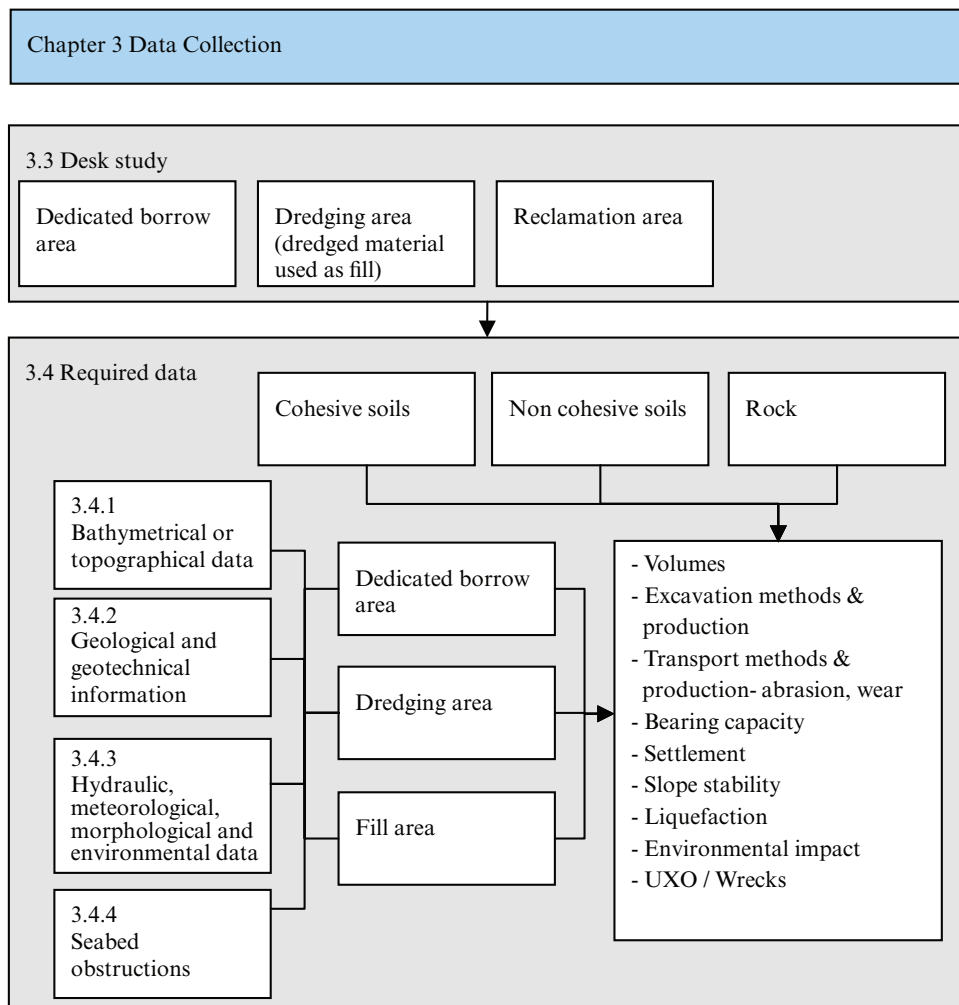 Chapter 3 Data Collection
3.3 Desk study
Dedicated borrow
area
Dredging area
(dredged material
used as fill)
Reclamation area
3.4 Required data
Cohesive soils
Non cohesive soils
Rock
3.4.1
Bathymetrical or
topographical data
3.4.2
Geological and
geotechnical
information
3.4.3
Hydraulic,
meteorological,
morphological and
environmental data
3.4.4
Seabed
obstructions
Dedicated borrow
area
Dredging area
Fill area
- Volumes
- Excavation methods &
production
- Transport methods &
production- abrasion, wear
- Bearing capacity
- Settlement
- Slope stability
- Liquefaction
- Environmental impact
- UXO / Wrecks